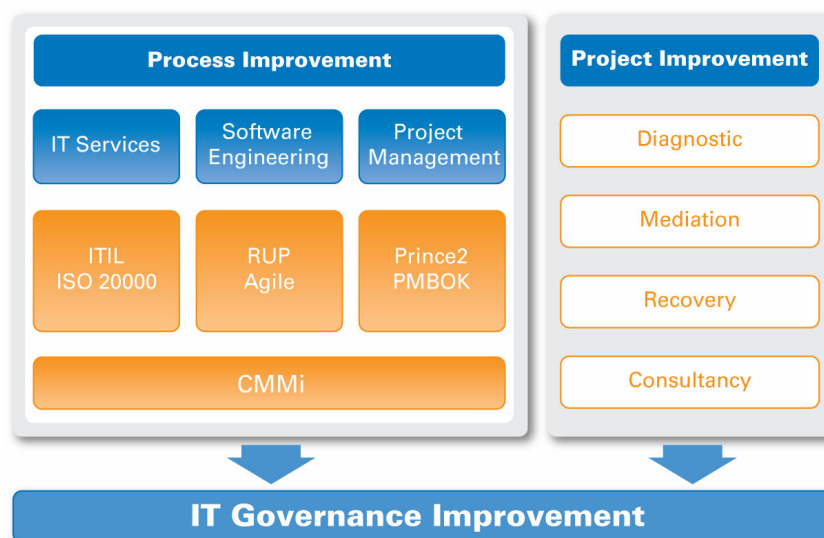 Process Improvement
IT Services
Software
Engineering
Project
Management
ITIL
ISO 20000
RUP
Agile
Prince2
PMBOK
CMMi
Project Improvement
Diagnostic
Mediation
Recovery
Consultancy
IT Governance Improvement